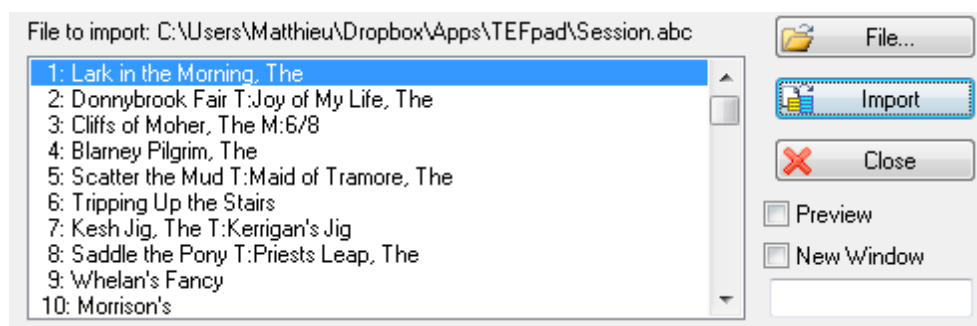 File to import: C:\Users\Matthieu\Dropbox\Apps\TEFpad\Session.abc
1: Lark in the Morning, The
2: Donnybrook Fair T:Joy of My Life, The
3: Cliffs of Moher, The M:6/8
4: Blarney Pilgrim, The
5: Scatter the Mud T:Maid of Tramore, The
6: Tripping Up the Stairs
7: Kesh Jig, The T:Kerrigan's Jig
8: Saddle the Pony T:Priests Leap, The
9: Whelan's Fancy
10: Morrison's
File...
Import
Close
Preview
New Window